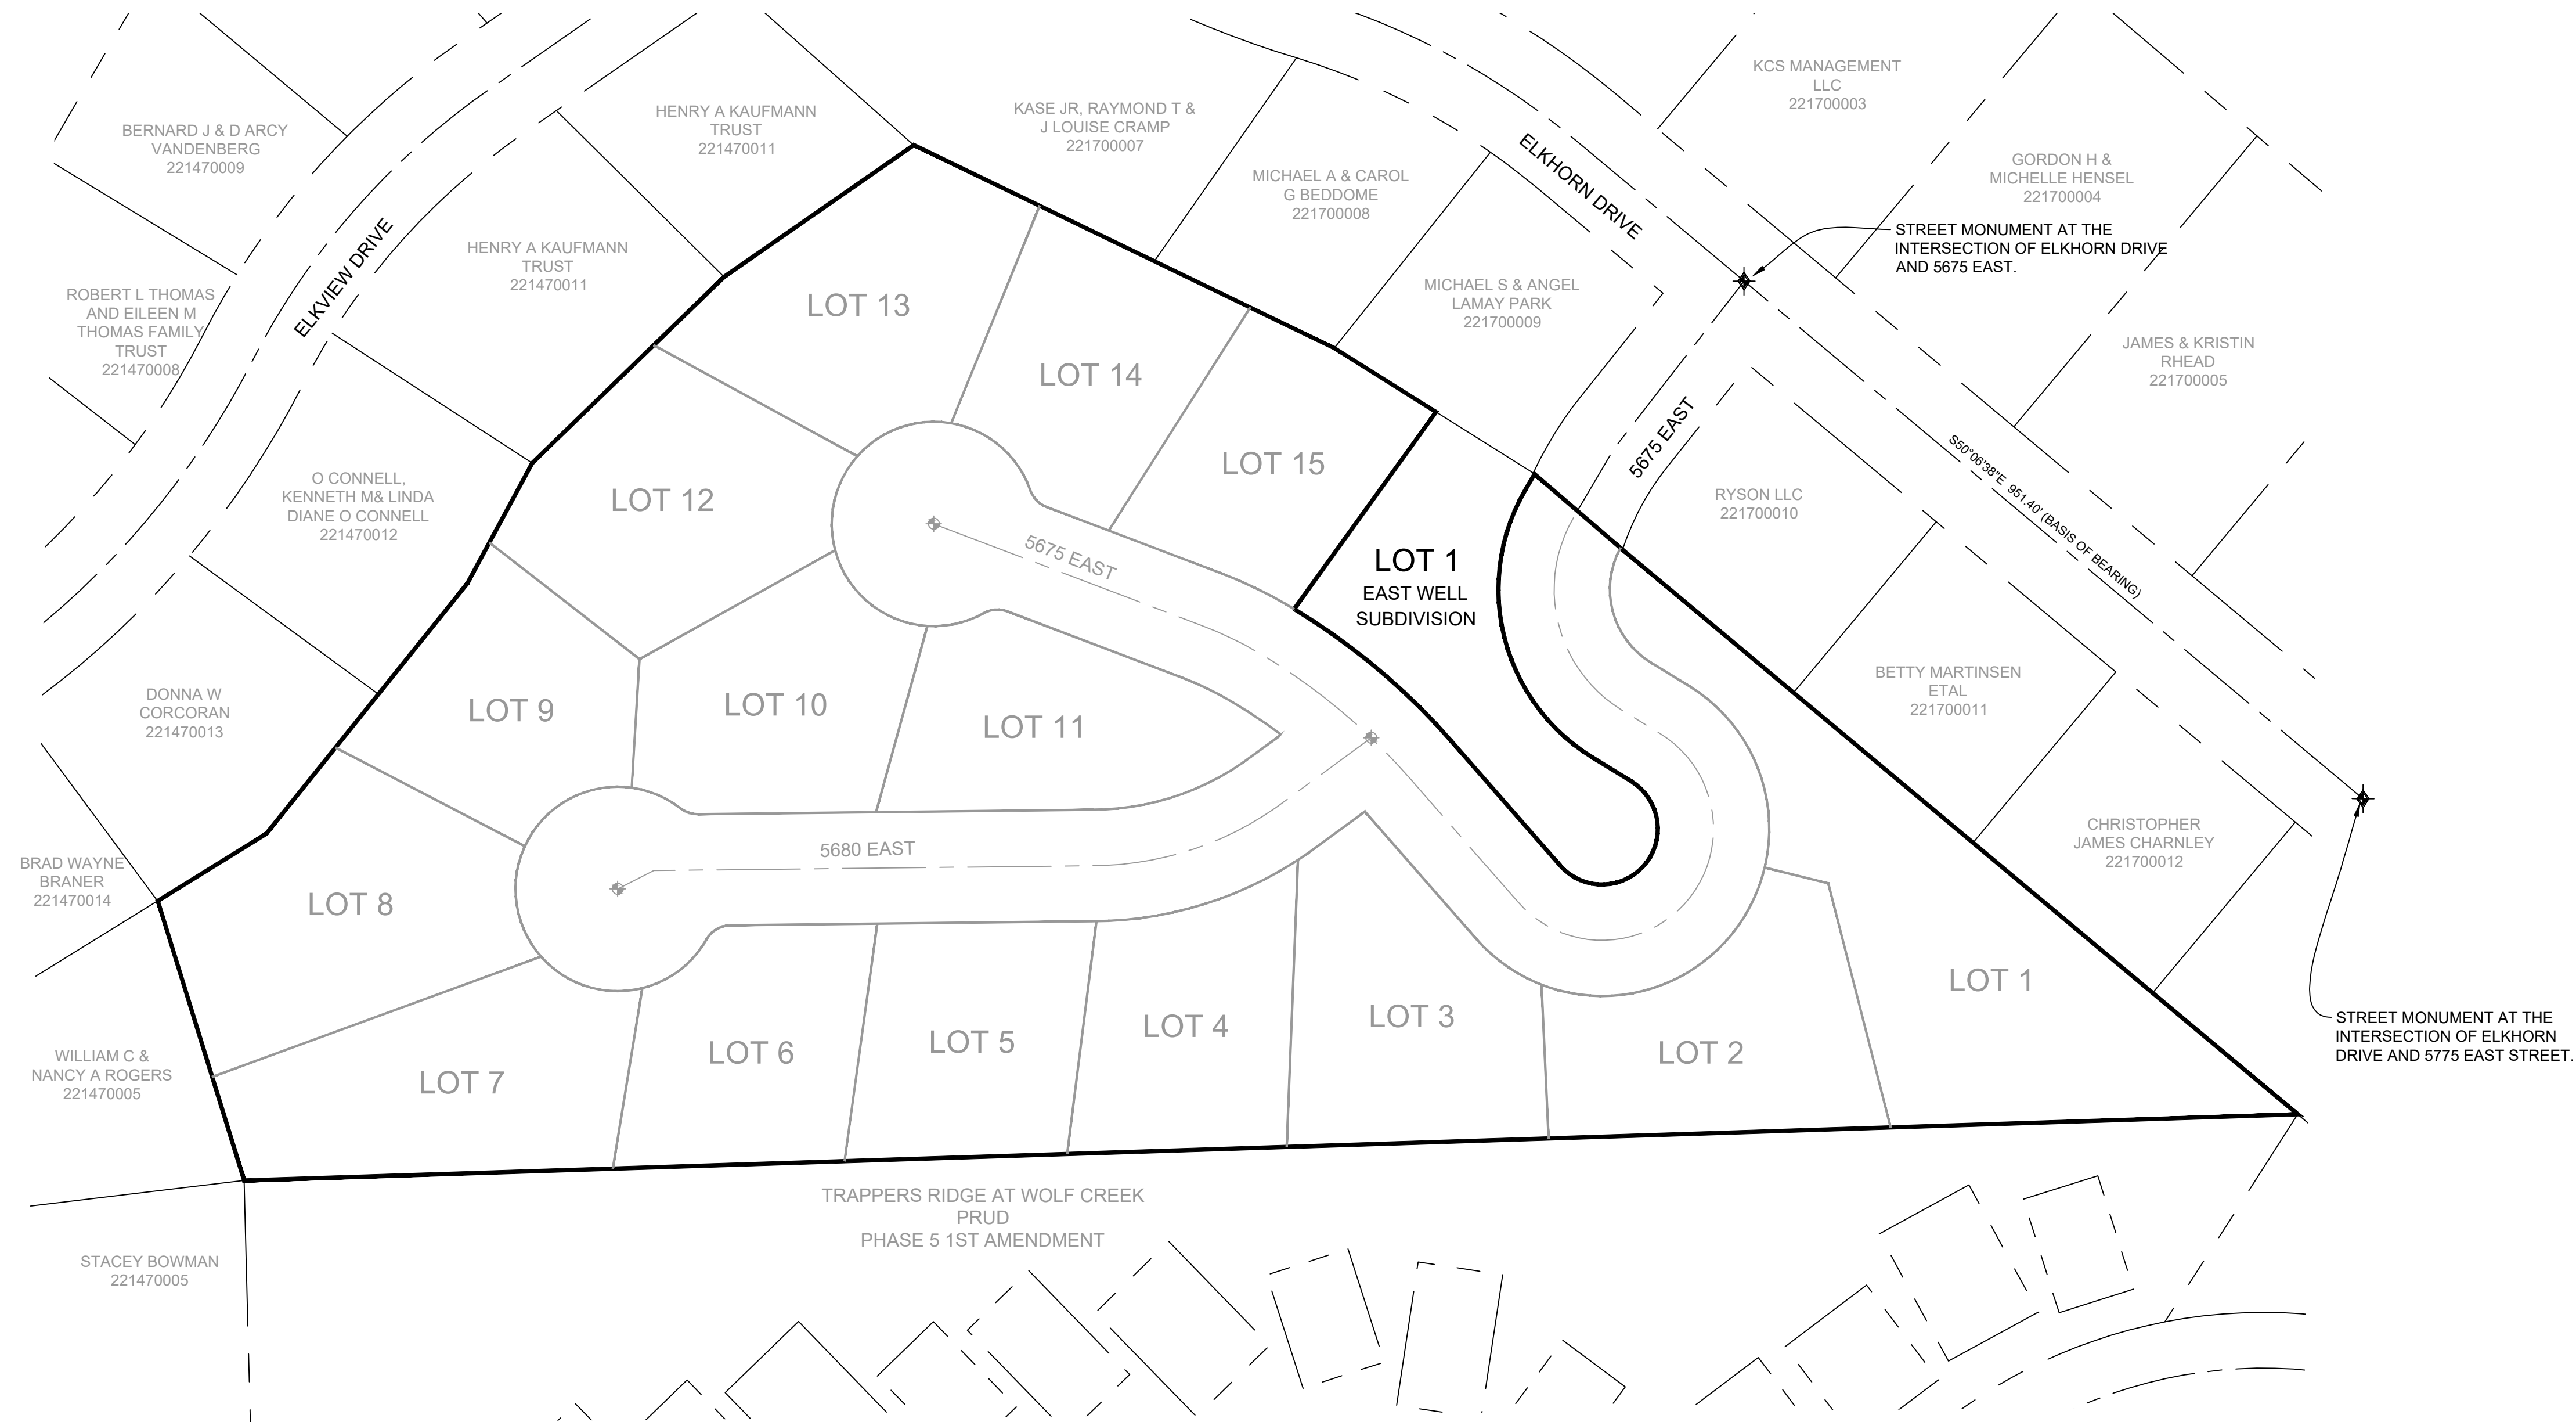 KCS MANAGEMENT
LLC
221700003
HENRY A KAUFMANN
TRUST
221470011
KASE JR, RAYMOND T &
J LOUISE CRAMP
221700007
BERNARD J & D ARCY
VANDENBERG
221470009
ELKHORN DRIVE
GORDON H &
MICHELLE HENSEL
221700004
MICHAEL A & CAROL
G BEDDOME
221700008
STREET MONUMENT AT THE
INTERSECTION OF ELKHORN DRIVE
AND 5675 EAST.
HENRY A KAUFMANN
TRUST
221470011
ELKVIEW DRIVE
MICHAEL S & ANGEL
LAMAY PARK
221700009
ROBERT L THOMAS
AND EILEEN M
THOMAS FAMILY
TRUST
221470008
LOT 13
JAMES & KRISTIN
RHEAD
221700005
LOT 14
5675 EAST
LOT 15
S50°06'38"E 951.40' (BASIS OF BEARING)
O CONNELL,
KENNETH M& LINDA
DIANE O CONNELL
221470012
LOT 12
RYSON LLC
221700010
5675 EAST
LOT 1
EAST WELL
SUBDIVISION
DONNA W
CORCORAN
221470013
LOT 9
LOT 10
LOT 11
BETTY MARTINSEN
ETAL
221700011
CHRISTOPHER
JAMES CHARNLEY
221700012
5680 EAST
BRAD WAYNE
BRANER
221470014
LOT 8
LOT 1
LOT 3
LOT 4
LOT 5
LOT 6
LOT 2
LOT 7
STREET MONUMENT AT THE
INTERSECTION OF ELKHORN
DRIVE AND 5775 EAST STREET.
WILLIAM C &
NANCY A ROGERS
221470005
TRAPPERS RIDGE AT WOLF CREEK
PRUD
PHASE 5 1ST AMENDMENT
STACEY BOWMAN
221470005